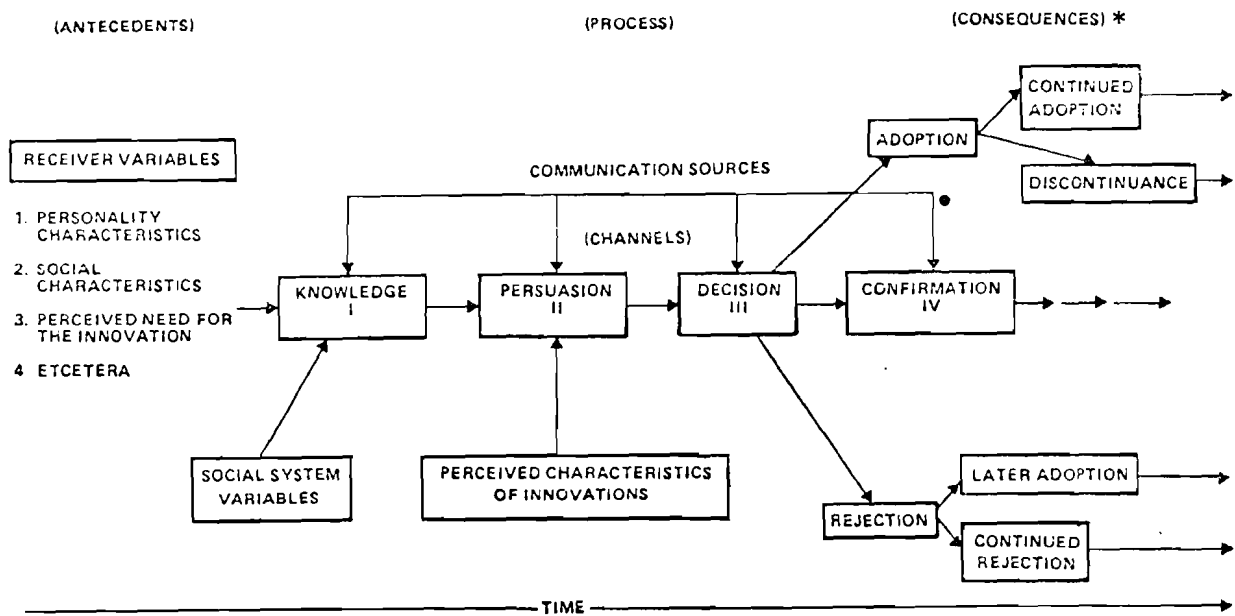 (ANTECEDENTS)
(PROCESS)
(CONSEQUENCES) *
RECEIVER VARIABLES
1. PERSONALITY
CHARACTERISTICS
2. SOCIAL
CHARACTERISTICS
3. PERCEIVED NEED FOR
THE INNOVATION
4 ETCETERA
COMMUNICATION SOURCES
(CHANNELS)
KNOWLEDGE
I
PERSUASION
II
DECISION
III
CONFIRMATION
IV
ADOPTION
CONTINUED
ADOPTION
DISCONTINUANCE
SOCIAL SYSTEM
VARIABLES
PERCEIVED CHARACTERISTICS
OF INNOVATIONS
REJECTION
LATER ADOPTION
CONTINUED
REJECTION
TIME